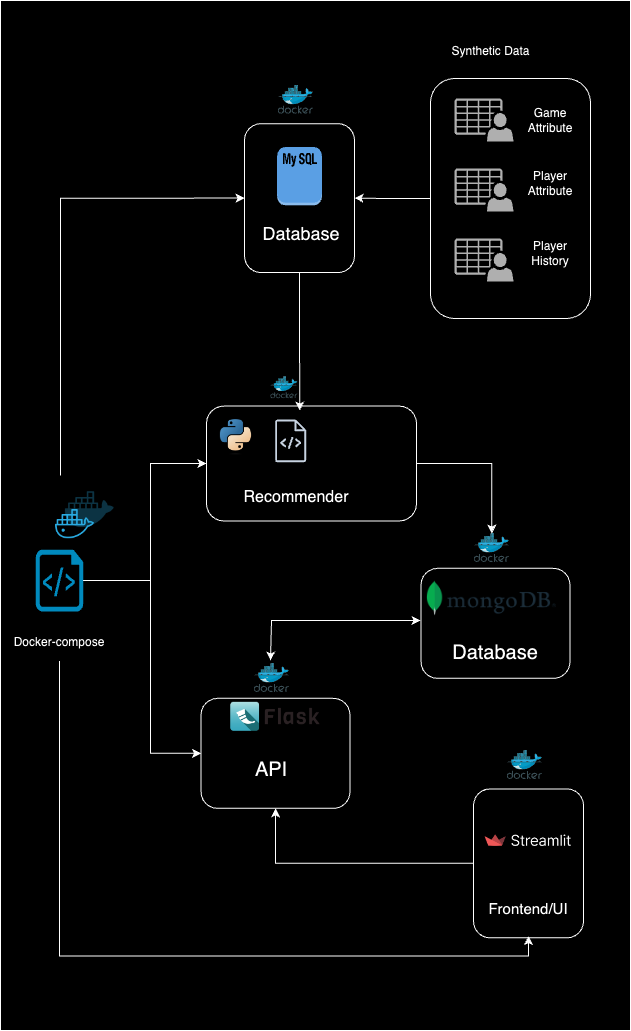 Synthetic Data
docker
Game
Attribute
My SQL
Player
Attribute
Database
Player
History
docker
Recommender
docker
mongoDB
Docker-compose
Database
docker
Flask
API
docker
Streamlit
Frontend/UI